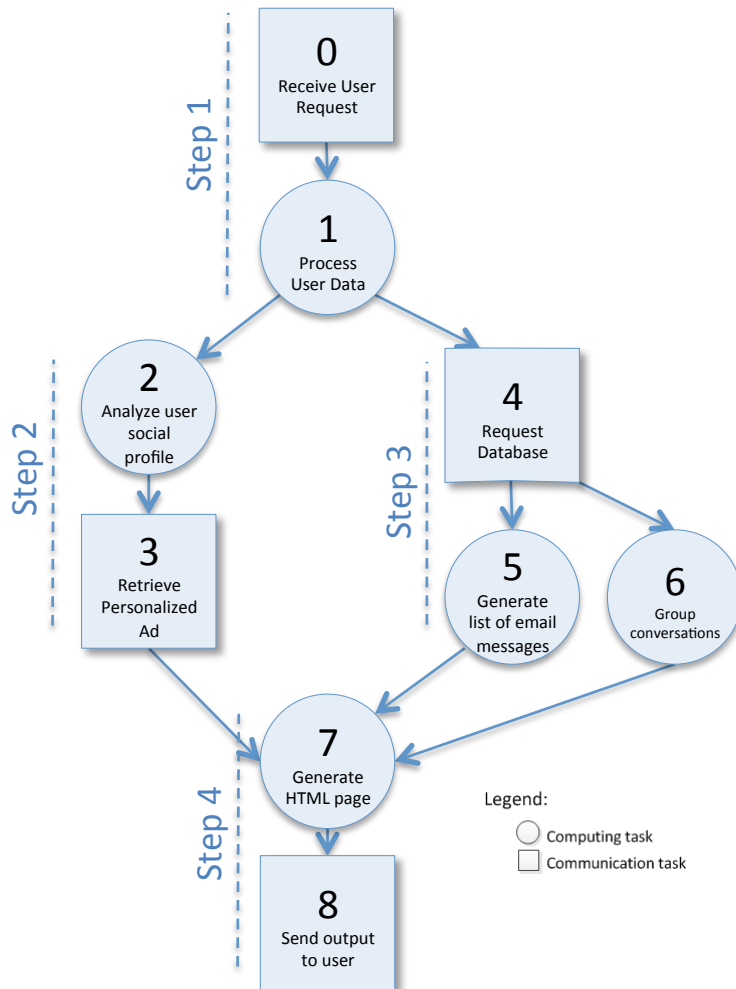 Step 1
0
Receive User
Request
1
Process
User Data
Step 2
2
Analyze user
social
profile
3
Retrieve
Personalized
Ad
Step 3
4
Request
Database
5
Generate
list of email
messages
6
Group
conversations
Step 4
7
Generate
HTML page
8
Send output
to user
Legend:
Computing task
Communication task